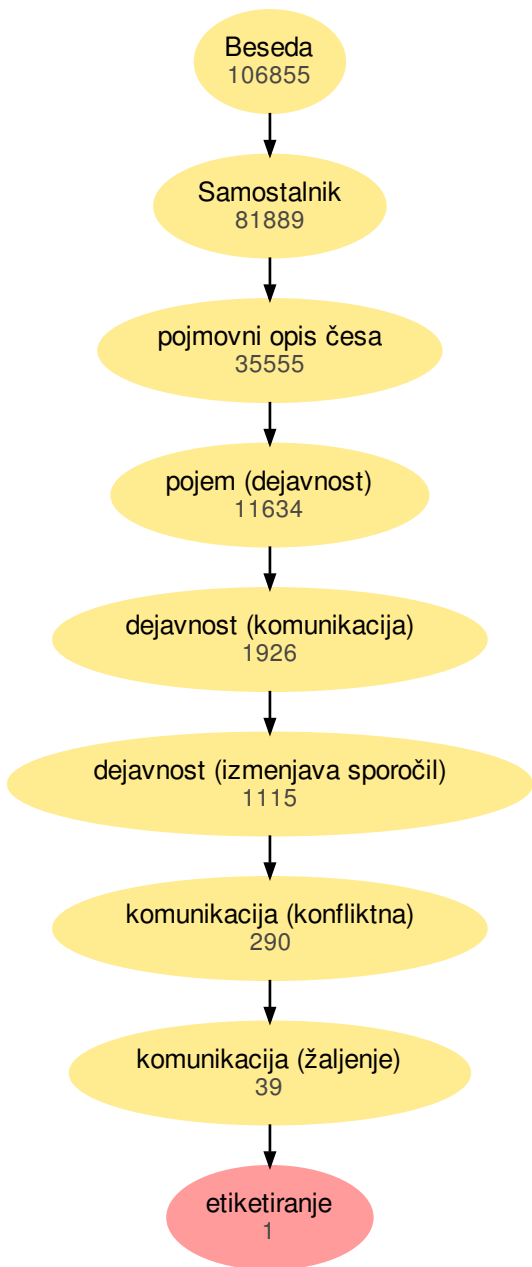 Beseda
106855
Samostalnik
81889
pojmovni opis česa
35555
pojem (dejavnost)
11634
dejavnost (komunikacija)
1926
dejavnost (izmenjava sporočil)
1115
komunikacija (konfliktna)
290
komunikacija (žaljenje)
39
etiketiranje
1